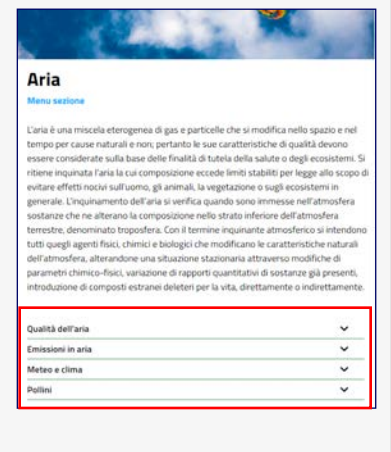 Aria
Menu sezione
L'aria è una miscela eterogenea di gas e particelle che si modifica nello spazio e nel
tempo per cause naturali e non; pertanto le sue caratteristiche di qualità devono
essere considerate sulla base delle finalità di tutela della salute o degli ecosistemi. Si
ritiene inquinata l'aria la cui composizione eccede limiti stabiliti per legge allo scopo di
evitare effetti nocivi sull'uomo, gli animali, la vegetazione o sugli ecosistemi in
generale. L'inquinamento dell'aria si verifica quando sono immesse nell'atmosfera
sostanze che ne alterano la composizione nello strato inferiore dell'atmosfera
terrestre, denominato troposfera. Con il termine inquinante atmosferico si intendono
tutti quegli agenti fisici, chimici e biologici che modificano le caratteristiche naturali
dell'atmosfera, alterandone una situazione stazionaria attraverso modifiche di
parametri chimico-fisici, variazione di rapporti quantitativi di sostanze già presenti,
introduzione di composti estranei deleteri per la vita, direttamente o indirettamente.
Qualità dell'aria
Emissioni in aria
Meteo e clima
Pollini